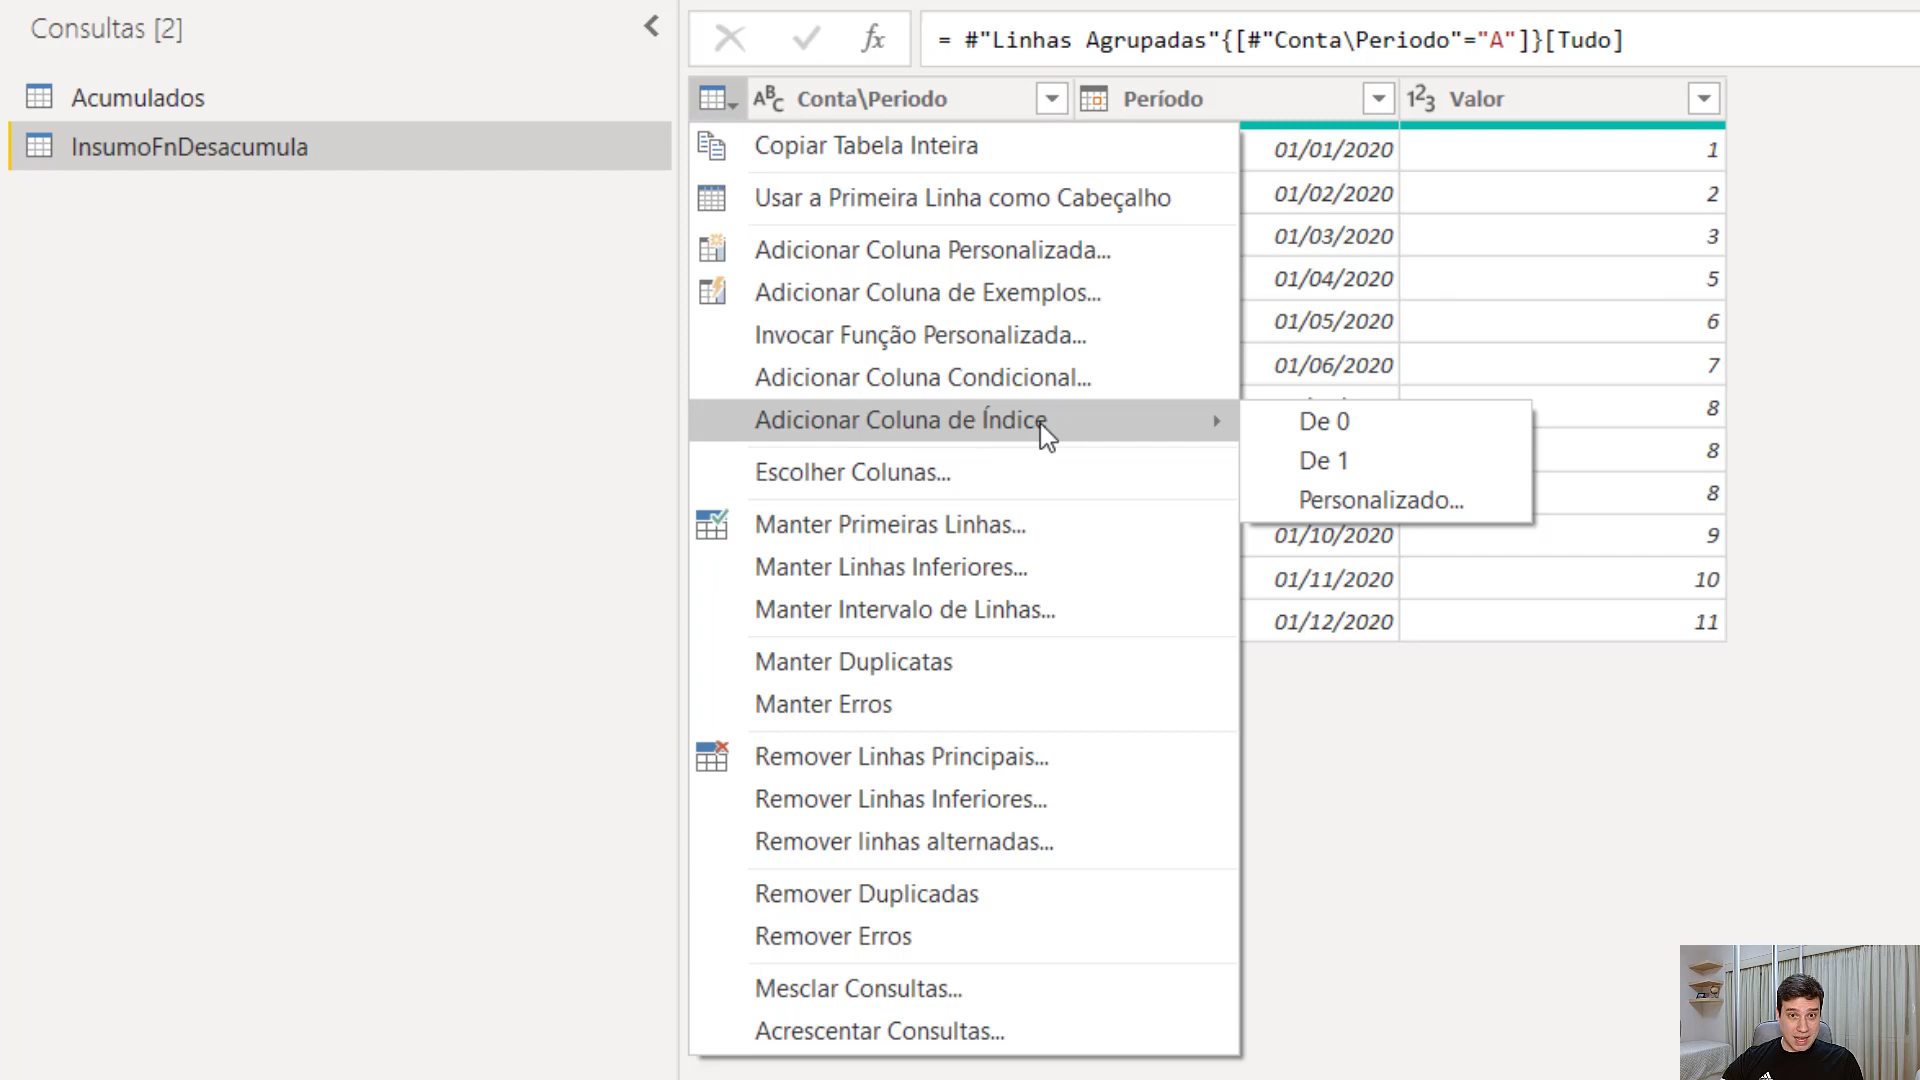 Consultas [2]
Acumulados
InsumoFnDesacumula
fx
= #"Linhas Agrupadas"{[#"Conta\Periodo"="A"]}[Tudo]
ABC Conta\Periodo
Período
123 Valor
Copiar Tabela Inteira
Usar a Primeira Linha como Cabeçalho
Adicionar Coluna Personalizada...
Adicionar Coluna de Exemplos...
Invocar Função Personalizada...
Adicionar Coluna Condicional...
Adicionar Coluna de Índice
Escolher Colunas...
Manter Primeiras Linhas...
Manter Linhas Inferiores...
Manter Intervalo de Linhas...
Manter Duplicatas
Manter Erros
Remover Linhas Principais...
Remover Linhas Inferiores...
Remover linhas alternadas...
Remover Duplicadas
Remover Erros
Mesclar Consultas...
Acrescentar Consultas...
De 0
De 1
Personalizado...
01/01/2020 1
01/02/2020 2
01/03/2020 3
01/04/2020 5
01/05/2020 6
01/06/2020 7
8
8
8
01/10/2020 9
01/11/2020 10
01/12/2020 11